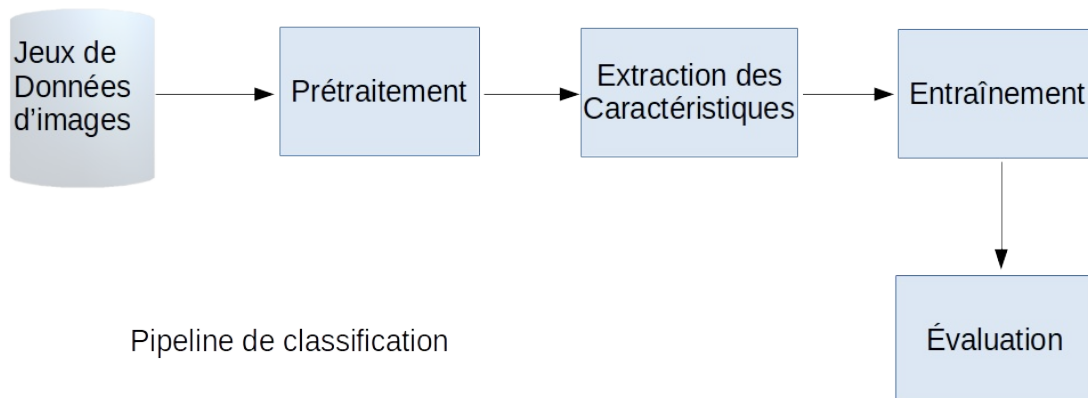 Jeux de
Données
d'images
Prétraitement
Extraction des
Caractéristiques
Entraînement
Évaluation
Pipeline de classification